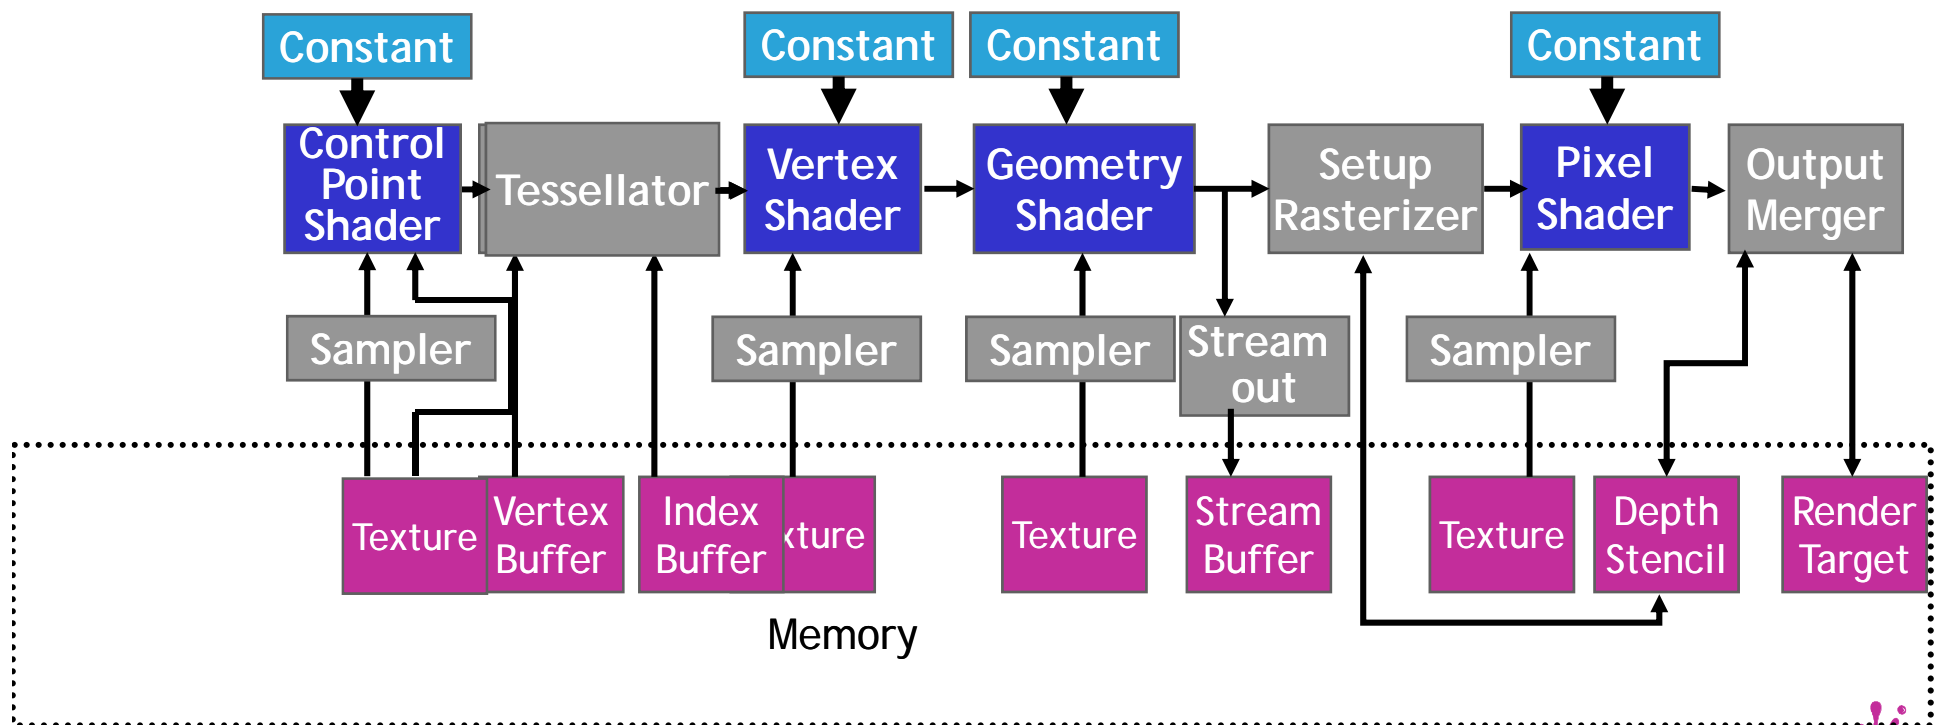 Constant
Constant
Constant
Constant
Control
Point
Shader
Tessellator
Vertex
Shader
Geometry
Shader
Setup
Rasterizer
Pixel
Shader
Output
Merger
Sampler
Sampler
Sampler
Stream
out
Sampler
Texture
Vertex
Buffer
Index
Buffer
xture
Texture
Stream
Buffer
Texture
Depth
Stencil
Render
Target
Memory